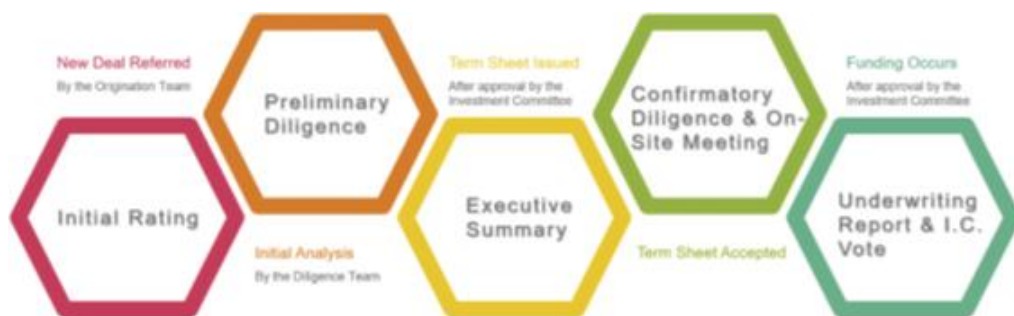 New Deal Referred
By the Origination Team
Initial Rating
Preliminary
Diligence
Initial Analysis
By the Diligence Team
Term Sheet Issued
After approval by the
Investment Committee
Executive
Summary
Confirmatory
Diligence & On-
Site Meeting
Term Sheet Accepted
Funding Occurs
After approval by the
Investment Committee
Underwriting
Report & I.C.
Vote